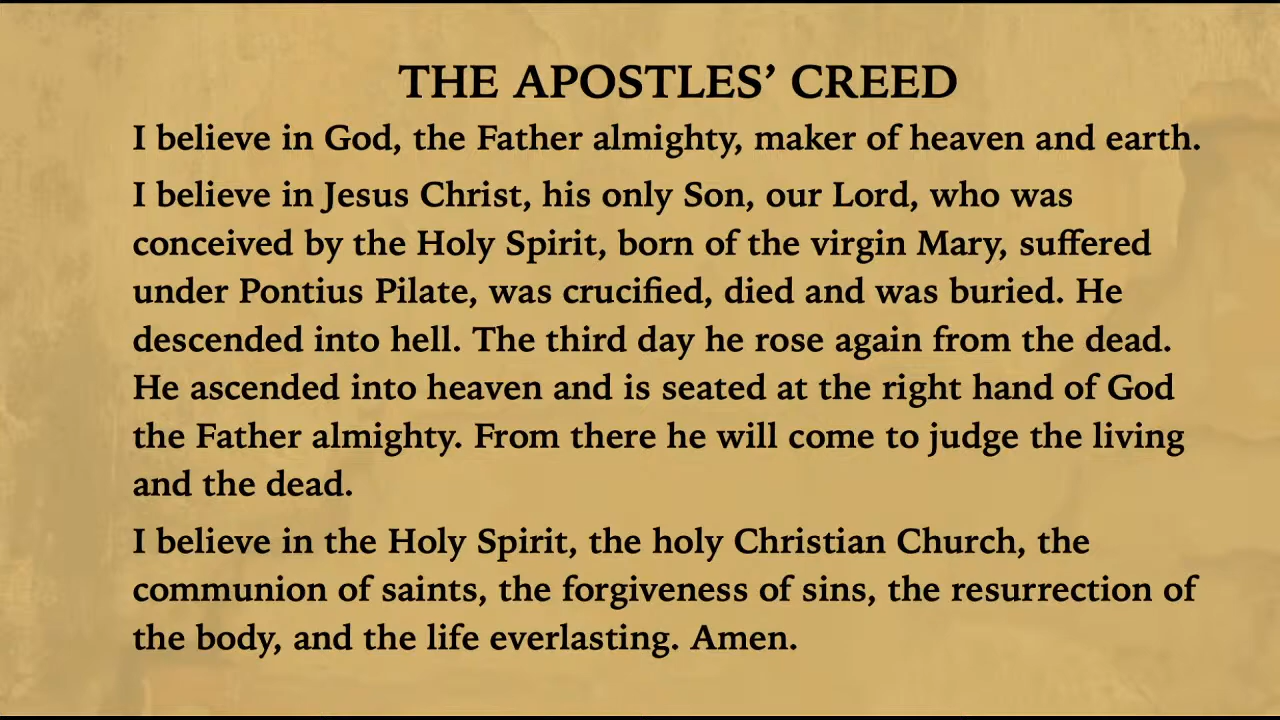 THE APOSTLES’ CREED
I believe in God, the Father almighty, maker of heaven and earth.
I believe in Jesus Christ, his only Son, our Lord, who was
conceived by the Holy Spirit, born of the virgin Mary, suffered
under Pontius Pilate, was crucified, died and was buried. He
descended into hell. The third day he rose again from the dead.
He ascended into heaven and is seated at the right hand of God
the Father almighty. From there he will come to judge the living
and the dead.
I believe in the Holy Spirit, the holy Christian Church, the
communion of saints, the forgiveness of sins, the resurrection of
the body, and the life everlasting. Amen.